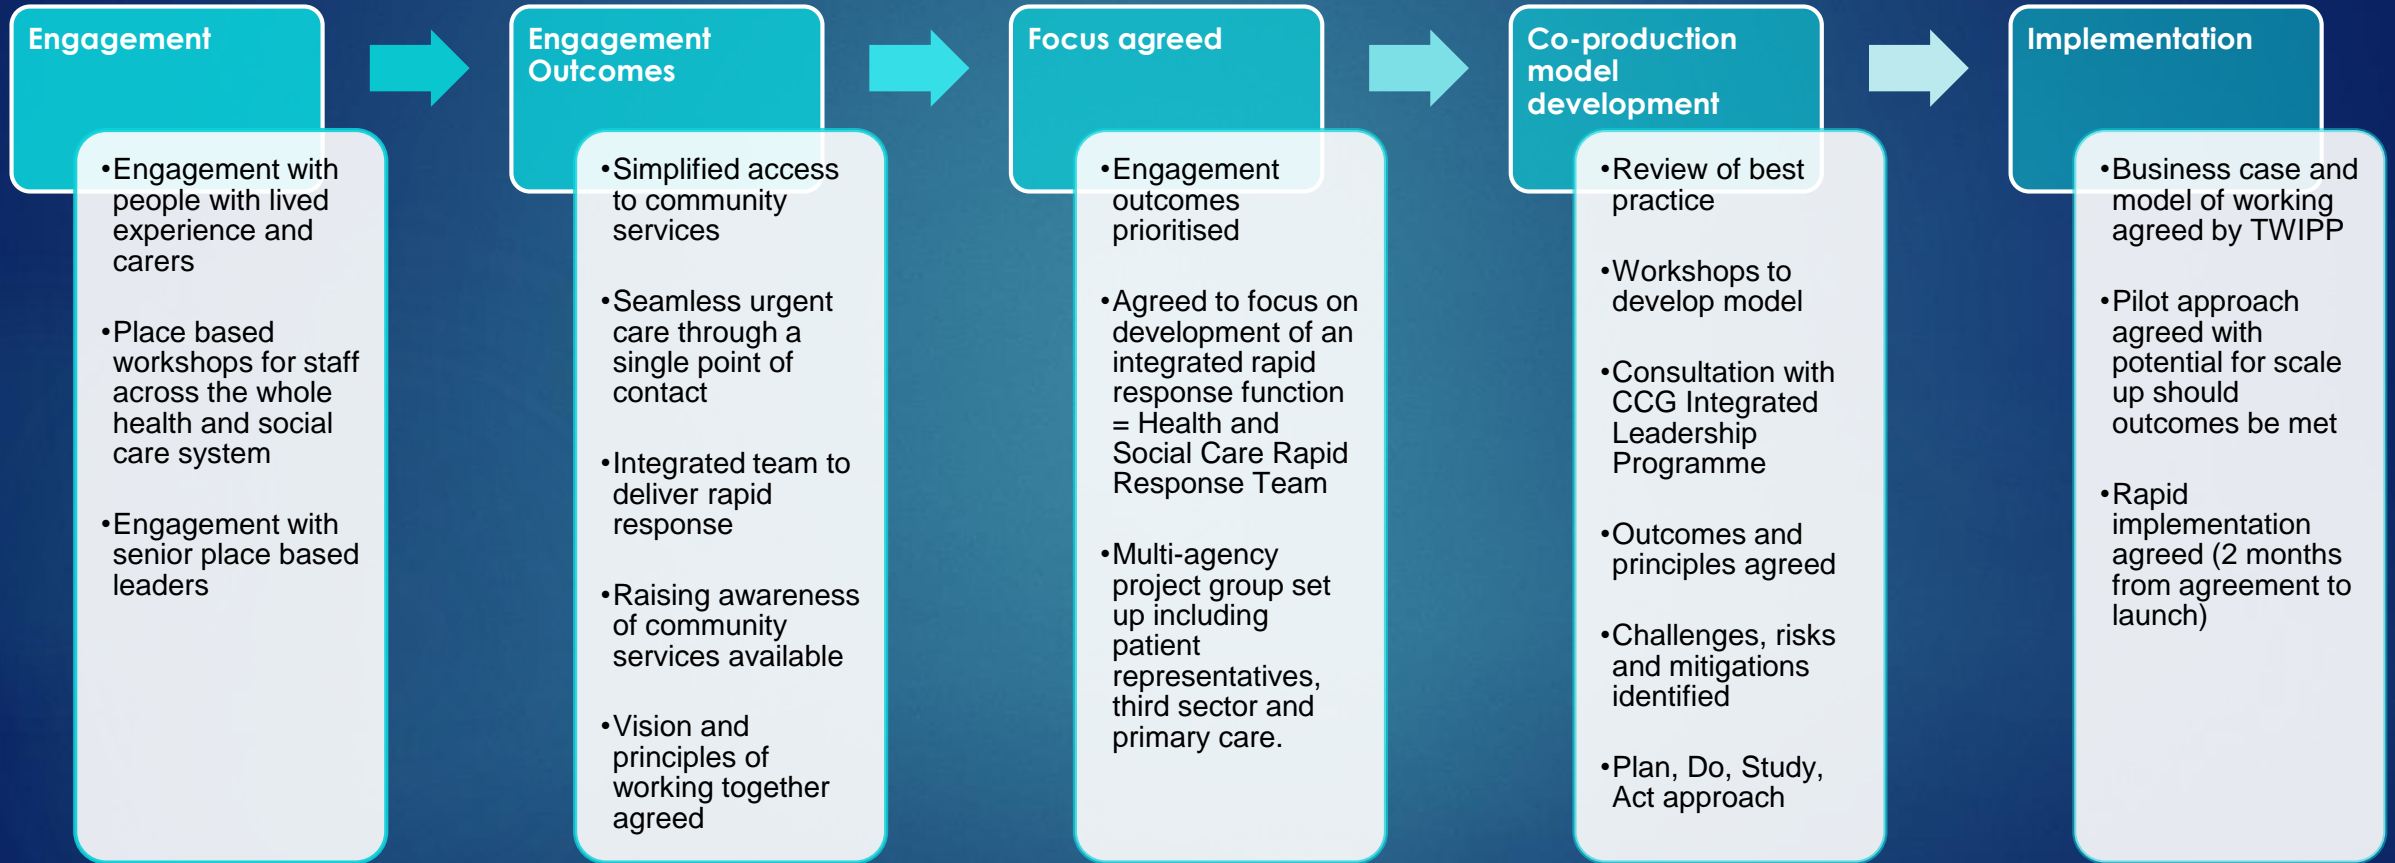 Engagement
•Engagement with
people with lived
experience and
carers
•Place based
workshops for staff
across the whole
health and social
care system
•Engagement with
senior place based
leaders
Engagement
Outcomes
•Simplified access
to community
services
•Seamless urgent
care through a
single point of
contact
•Integrated team to
deliver rapid
response
•Raising awareness
of community
services available
•Vision and
principles of
working together
agreed
Focus agreed
•Engagement
outcomes
prioritised
•Agreed to focus on
development of an
integrated rapid
response function
= Health and
Social Care Rapid
Response Team
•Multi-agency
project group set
up including
patient
representatives,
third sector and
primary care.
Co-production
model
development
•Review of best
practice
•Workshops to
develop model
•Consultation with
CCG Integrated
Leadership
Programme
•Outcomes and
principles agreed
•Challenges, risks
and mitigations
identified
•Plan, Do, Study,
Act approach
Implementation
•Business case and
model of working
agreed by TWIPP
•Pilot approach
agreed with
potential for scale
up should
outcomes be met
•Rapid
implementation
agreed (2 months
from agreement to
launch)